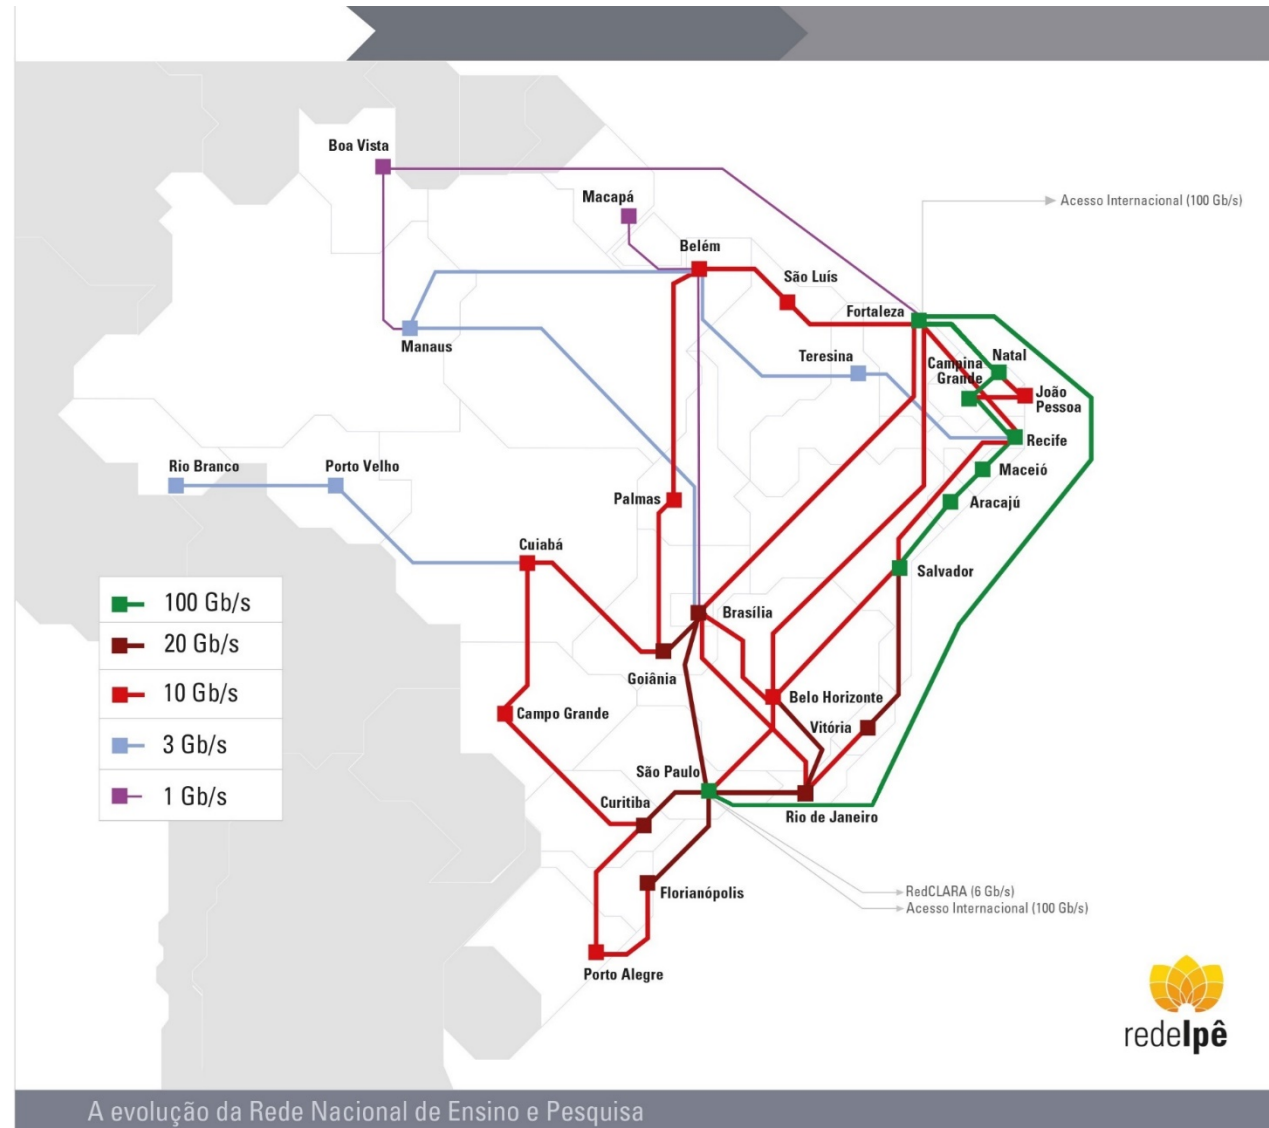 Boa Vista
Macapá
Acesso Internacional (100 Gb/s)
Belém
São Luís
Fortaleza
Manaus
Teresina
Campina
Grande
Natal
João
Pessoa
Recife
Rio Branco
Porto Velho
Maceió
Palmas
Aracajú
Cuiabá
Salvador
100 Gb/s
20 Gb/s
10 Gb/s
3 Gb/s
1 Gb/s
Brasília
Goiânia
Belo Horizonte
Campo Grande
Vitória
São Paulo
Curitiba
Rio de Janeiro
RedCLARA (6 Gb/s)
Acesso Internacional (100 Gb/s)
Florianópolis
Porto Alegre
redeIpê
A evolução da Rede Nacional de Ensino e Pesquisa